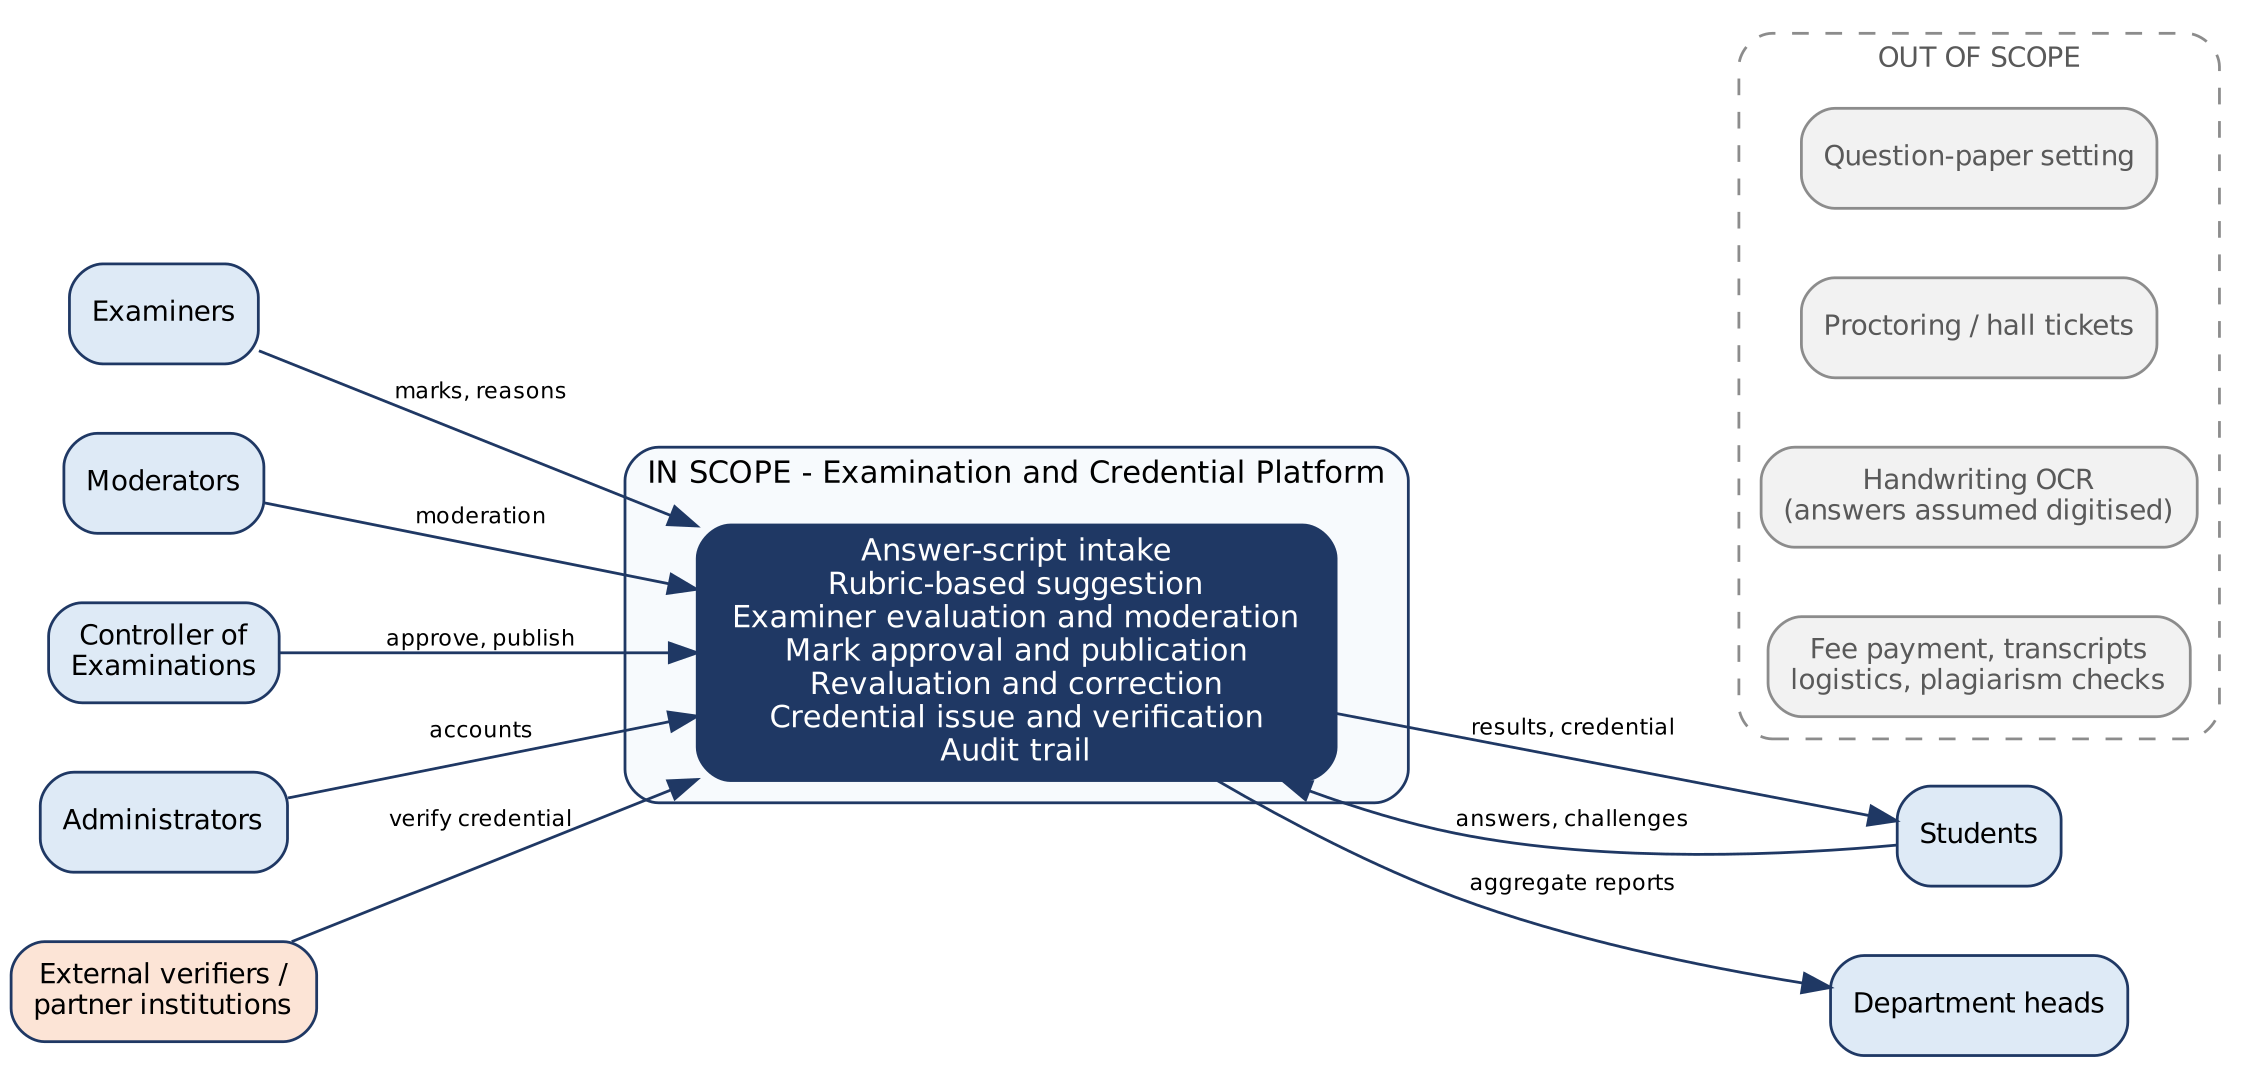 OUT OF SCOPE
Question-paper setting
Proctoring / hall tickets
Handwriting OCR
(answers assumed digitised)
Fee payment, transcripts
logistics, plagiarism checks
Examiners
marks, reasons
Moderators
moderation
Controller of
Examinations
approve, publish
Administrators
accounts
External verifiers /
partner institutions
verify credential
IN SCOPE - Examination and Credential Platform
Answer-script intake
Rubric-based suggestion
Examiner evaluation and moderation
Mark approval and publication
Revaluation and correction
Credential issue and verification
Audit trail
results, credential
answers, challenges
Students
aggregate reports
Department heads